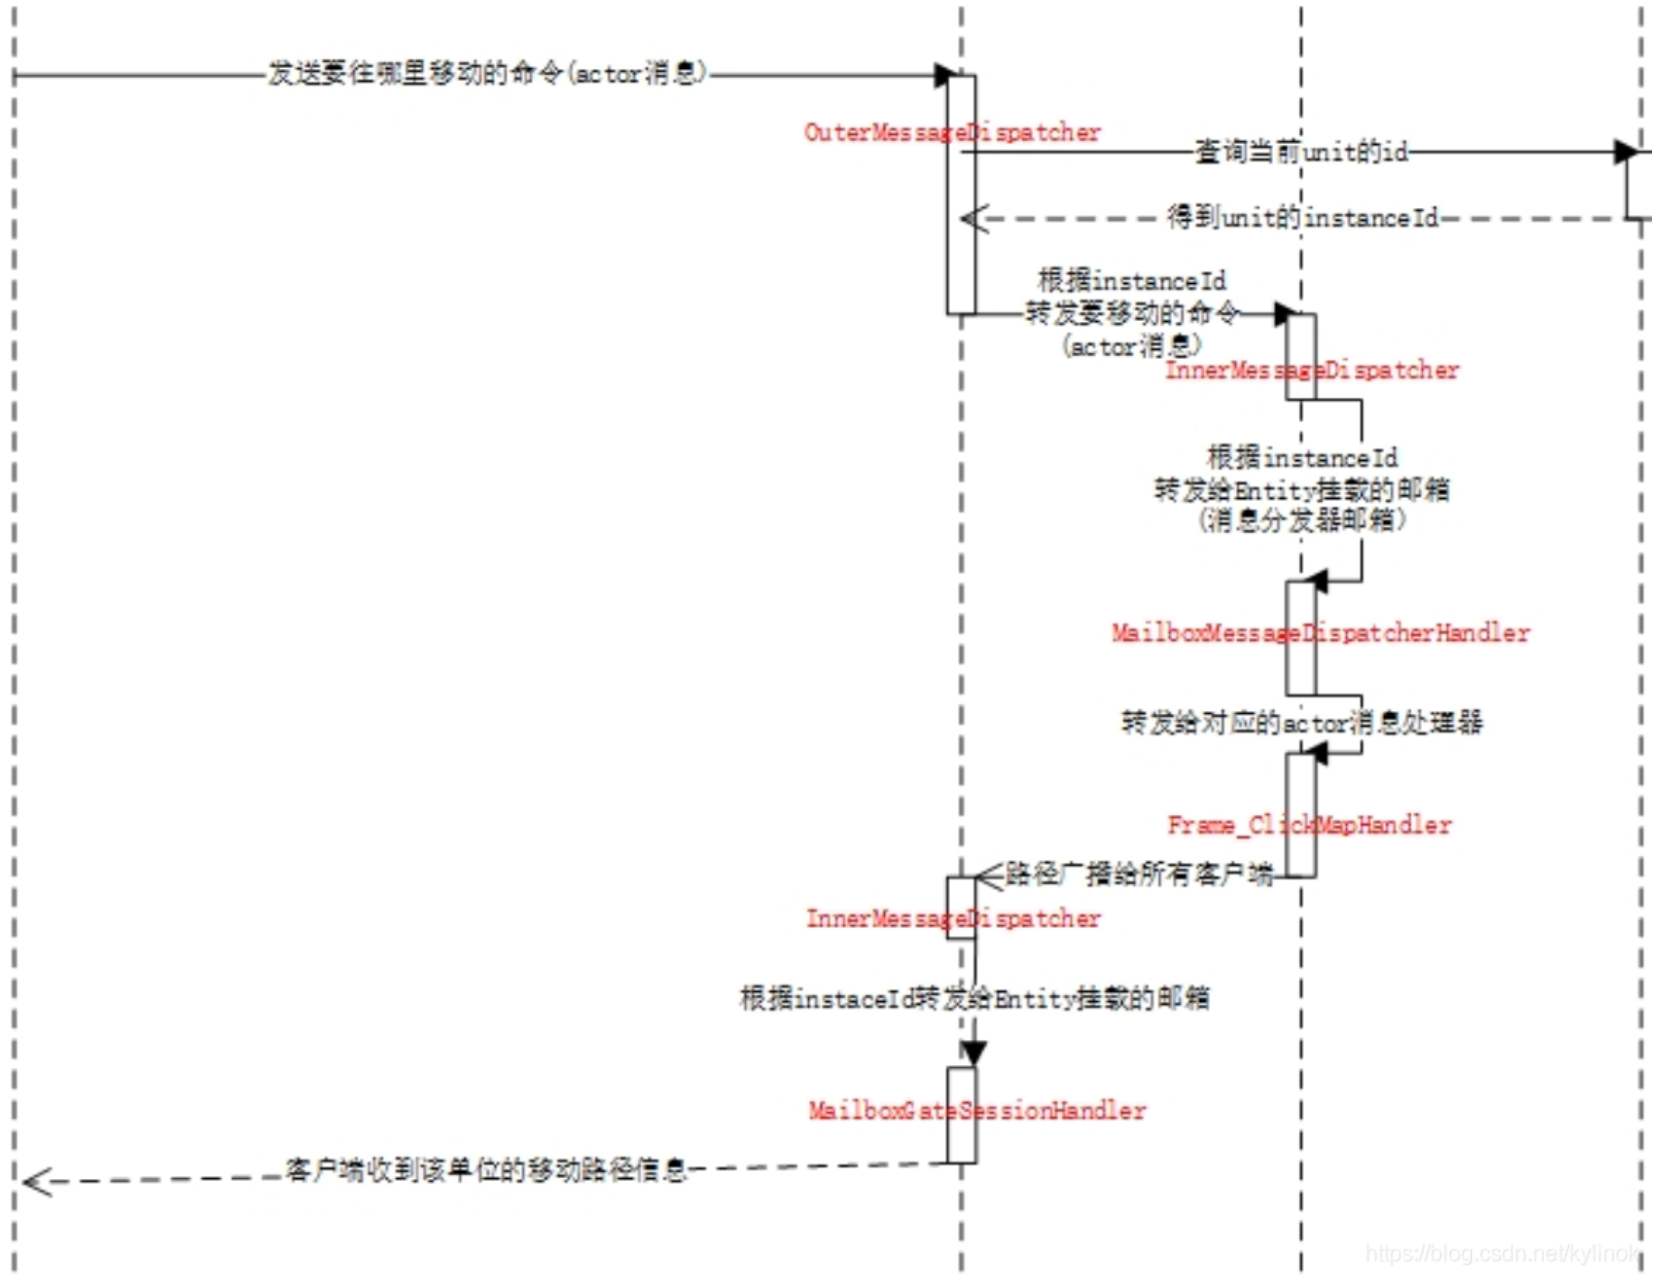 发送要往哪里移动的命令(actor消息)
OuterMessageDispatcher
查询当前unit的id
得到unit的instanceId
根据instanceId
转发要移动的命令
(actor消息)
InnerMessageDispatcher
根据instanceId
转发给Entity挂载的邮箱
(消息分发器邮箱)
MailboxMessageDispatcherHandler
转发给对应的actor消息处理器
Frame_ClickMapHandler
路径广播给所有客户端
InnerMessageDispatcher
根据instaceId转发给Entity挂载的邮箱
MailboxGateSessionHandler
客户端收到该单位的移动路径信息
https://blog.csdn.net/kylinok